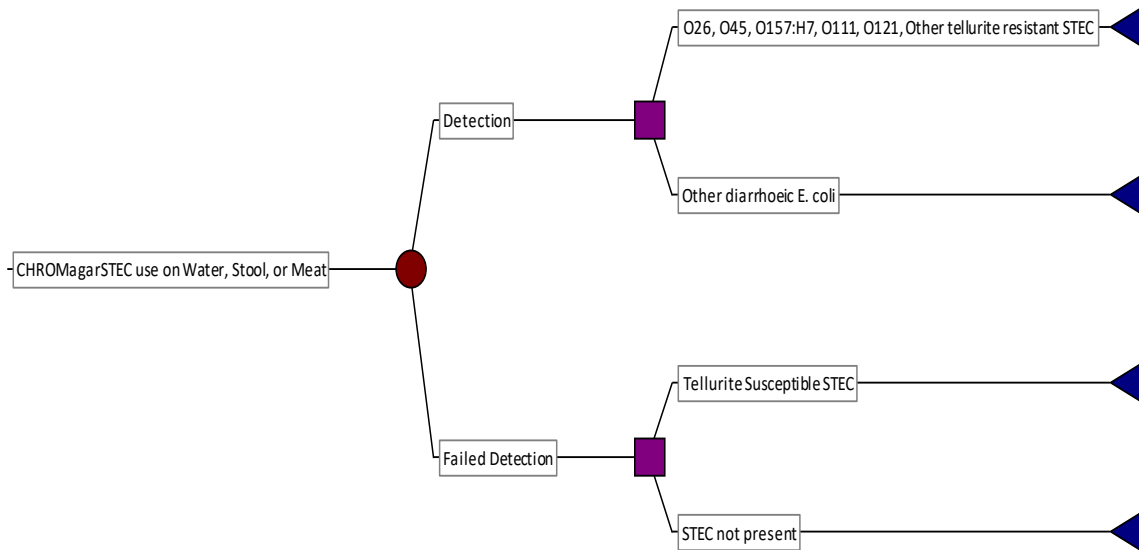 O26, O45, O157:H7, O111, O121, Other tellurite resistant STEC
Detection
Other diarrhoeic E. coli
CHROMagarSTEC use on Water, Stool, or Meat
Tellurite Susceptible STEC
Failed Detection
STEC not present